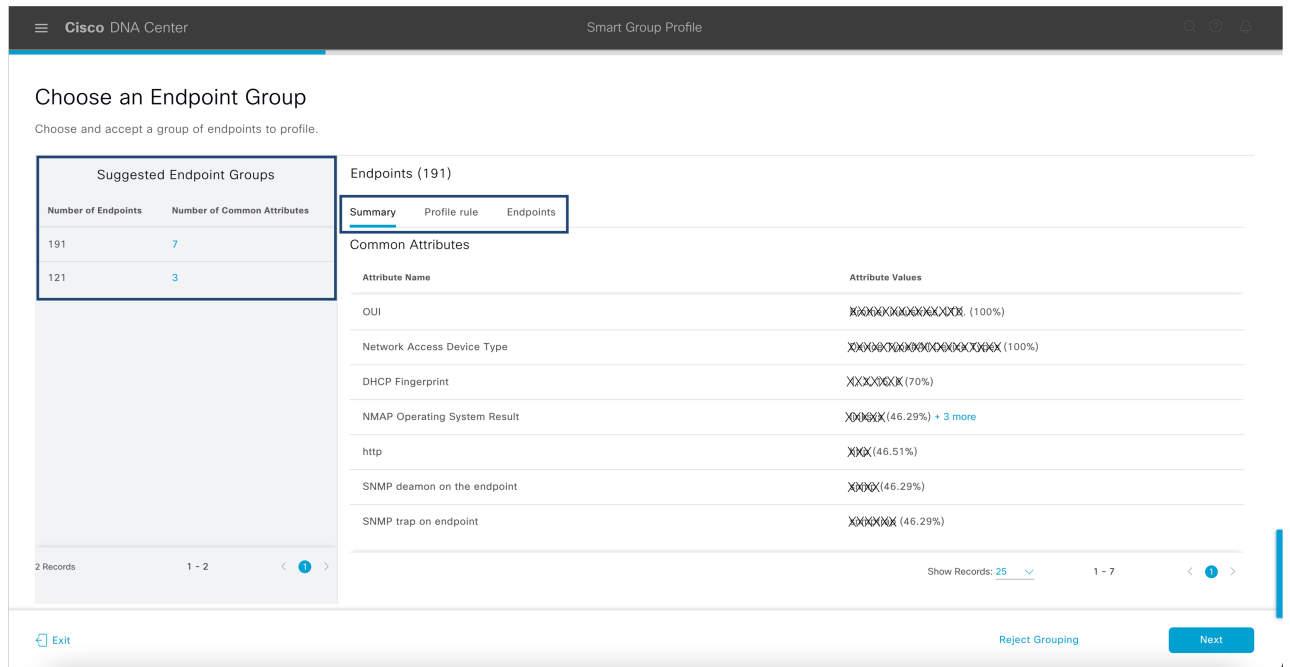 Cisco DNA Center
Smart Group Profile
Choose an Endpoint Group
Choose and accept a group of endpoints to profile.
Suggested Endpoint Groups
Number of Endpoints Number of Common Attributes
191 7
121 3
2 Records 1 - 2 1
Endpoints (191)
Summary Profile rule Endpoints
Common Attributes
Attribute Name Attribute Values
OUI (100%)
Network Access Device Type (100%)
DHCP Fingerprint (70%)
NMAP Operating System Result (46.29%) + 3 more
http (46.51%)
SNMP deamon on the endpoint (46.29%)
SNMP trap on endpoint (46.29%)
Show Records: 25 1 - 7 1
Exit Reject Grouping Next